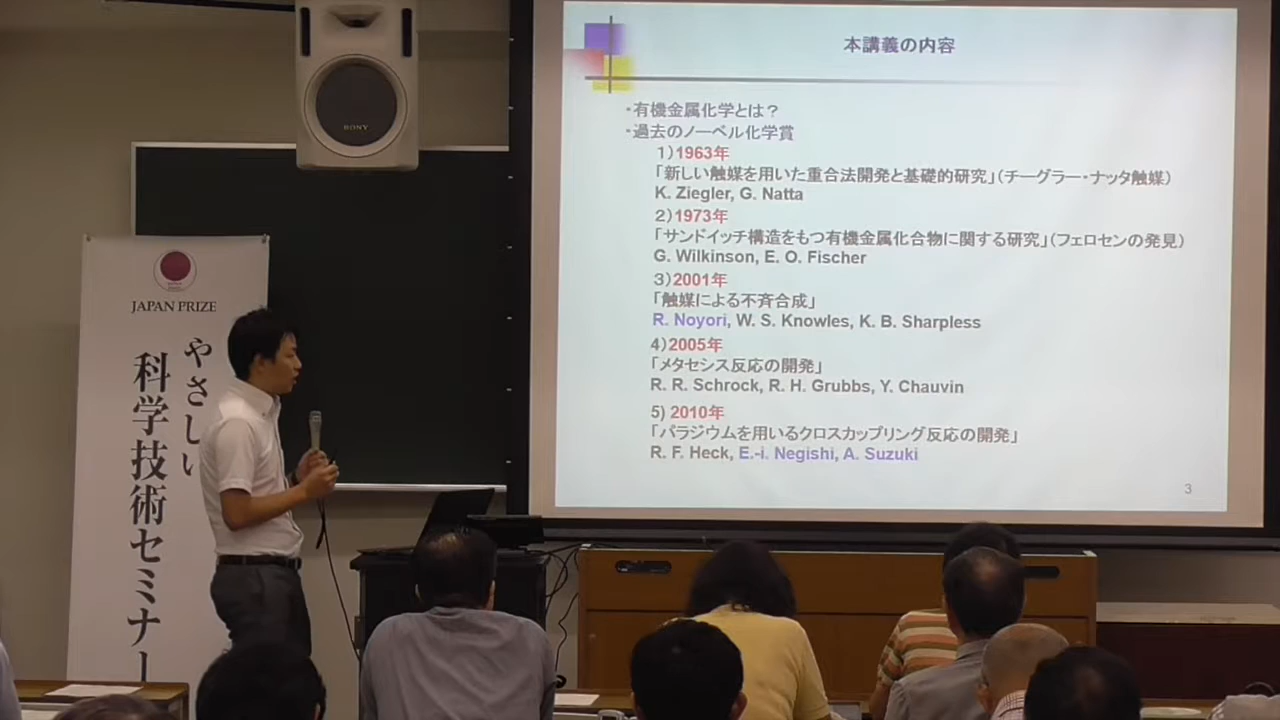 SONY
JAPAN PRIZE
やさしい
科学技術セミナー
本講義の内容
・有機金属化学とは？
・過去のノーベル化学賞
１）1963年
「新しい触媒を用いた重合法開発と基礎的研究」（チーグラー・ナッタ触媒）
K. Ziegler, G. Natta
２）1973年
「サンドイッチ構造をもつ有機金属化合物に関する研究」（フェロセンの発見）
G. Wilkinson, E. O. Fischer
３）2001年
「触媒による不斉合成」
R. Noyori, W. S. Knowles, K. B. Sharpless
4）2005年
「メタセシス反応の開発」
R. R. Schrock, R. H. Grubbs, Y. Chauvin
5) 2010年
「パラジウムを用いるクロスカップリング反応の開発」
R. F. Heck, E.-i. Negishi, A. Suzuki
3